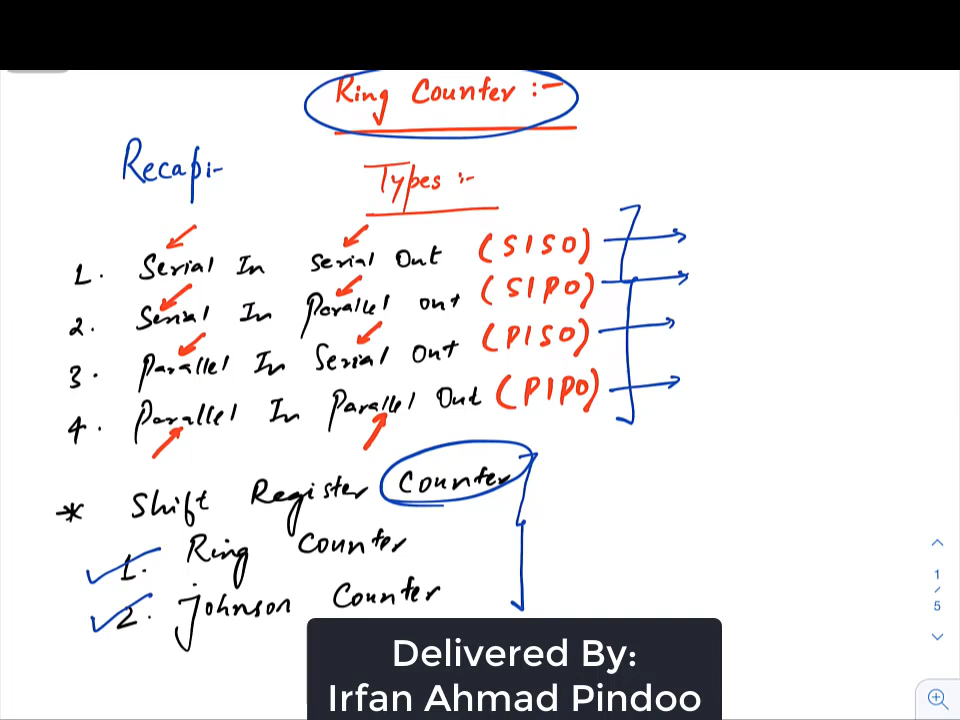 Ring Counter :-
Recap:-
Types :-
1. Serial In Serial Out (SISO)
2. Serial In Parallel out (SIPO)
3. Parallel In Serial Out (PISO)
4. Parallel In Parallel Out (PIPO)
* Shift Register Counter
1. Ring Counter
2. Johnson Counter
1
/
5
Delivered By:
Irfan Ahmad Pindoo